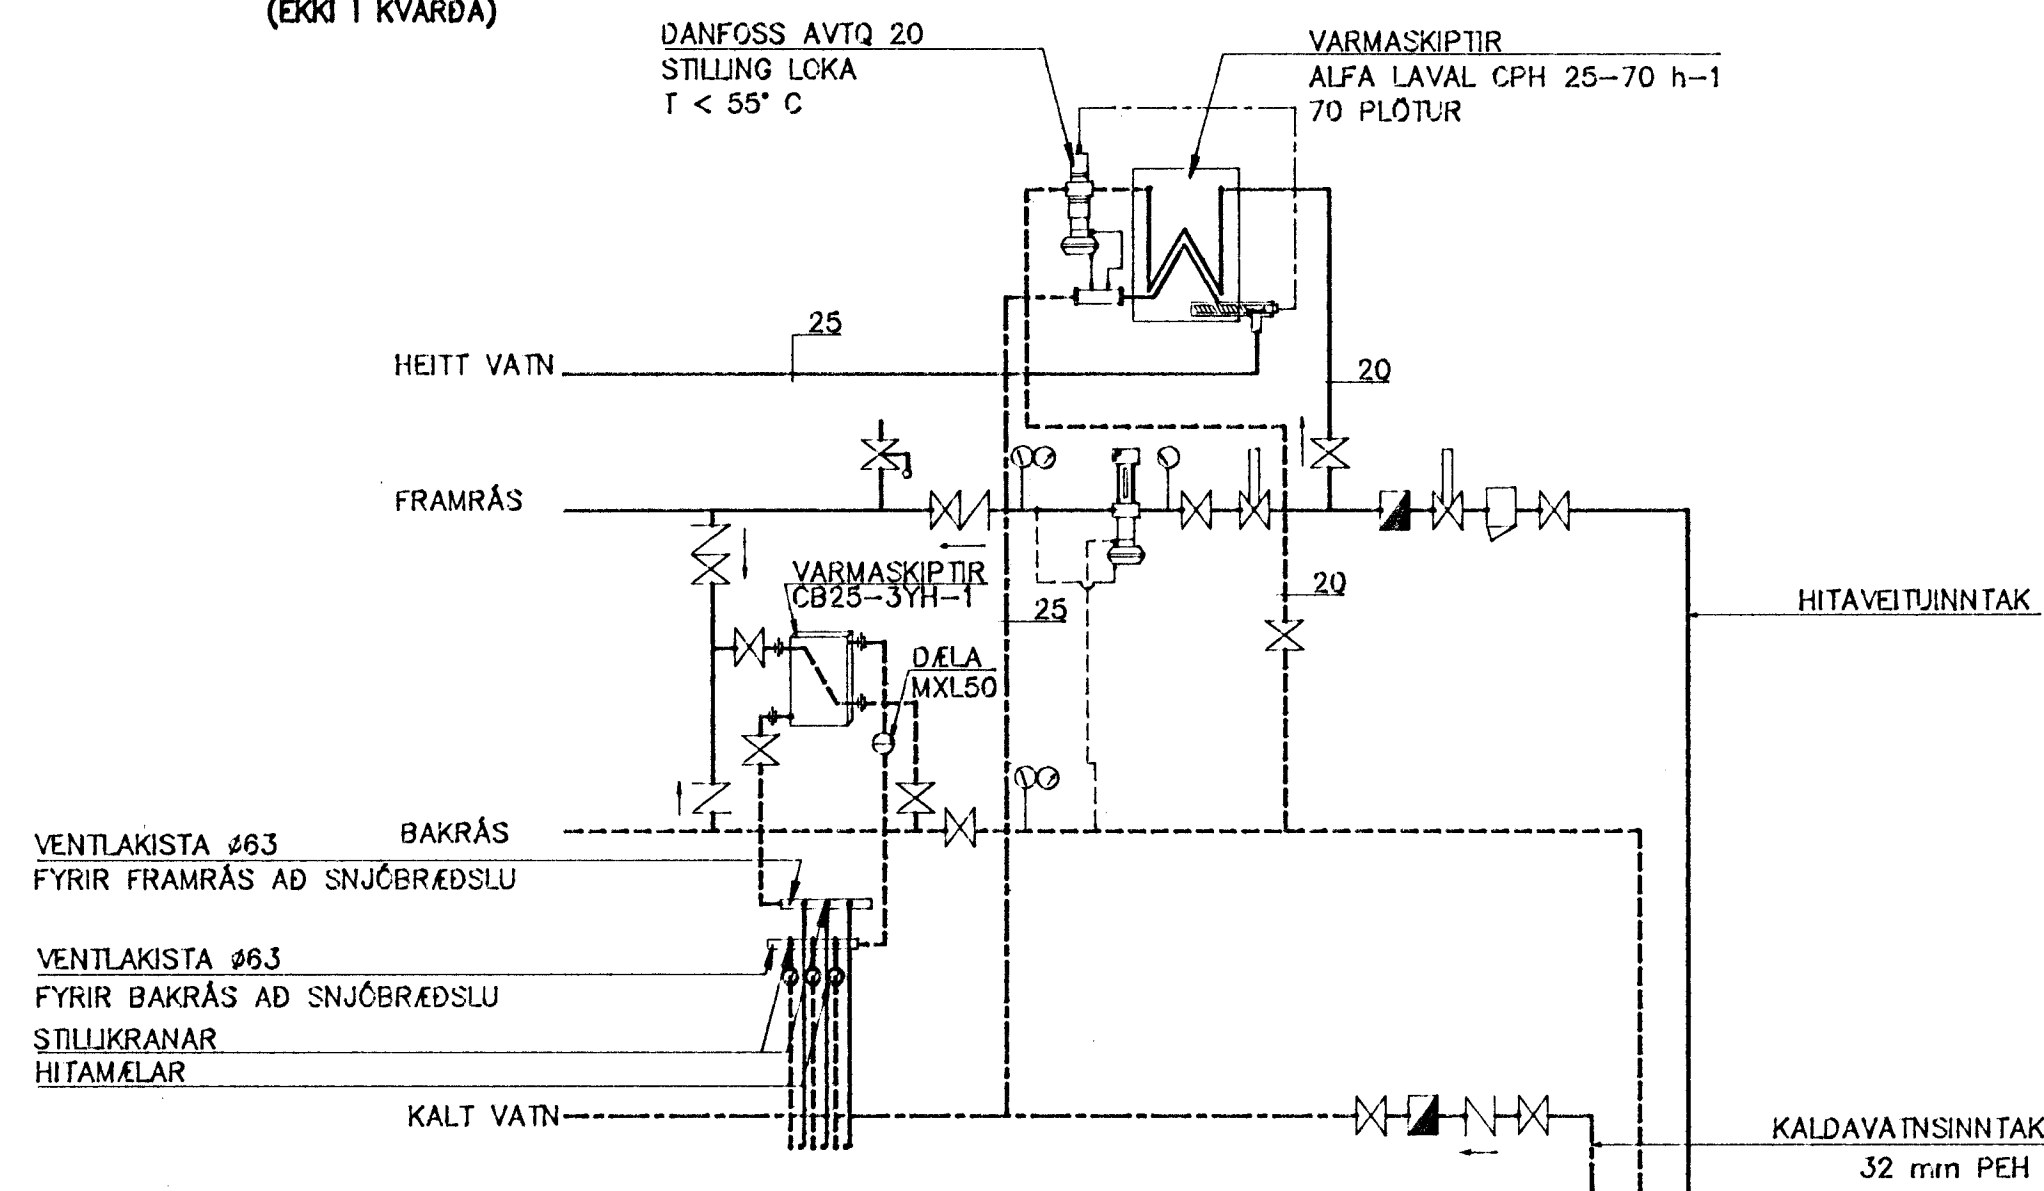 (EKKI Í KVARÐA)
DANFOSS AVTQ 20
STILLING LOKA
T < 55° C
VARMASKIPTIR
ALFA LAVAL CPH 25-70 h-1
70 PLÖTUR
25
HEITT VATN
20
FRAMRÁS
VARMASKIPTIR
CB25-3YH-1
20
25
HITAVEITUINNTAK
DÆLA
MXL50
BAKRÁS
VENTLAKISTA ø63
FYRIR FRAMRÁS AÐ SNJÓBRÆÐSLU
VENTLAKISTA ø63
FYRIR BAKRÁS AÐ SNJÓBRÆÐSLU
STILLIKRANAR
HITAMÆLAR
KALT VATN
KALDAVATNSINNTAK
32 mm PEH